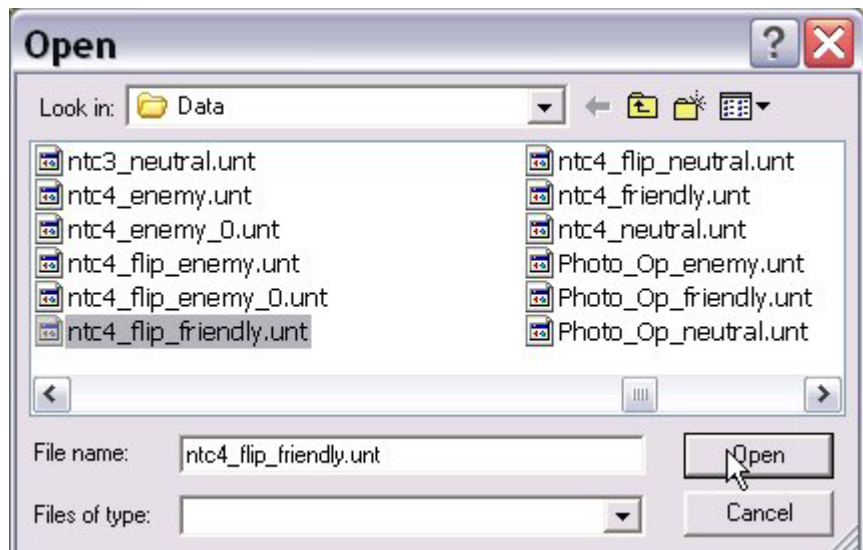 Open
Look in: Data
ntc3_neutral.unt
ntc4_enemy.unt
ntc4_enemy_0.unt
ntc4_flip_enemy.unt
ntc4_flip_enemy_0.unt
ntc4_flip_friendly.unt
ntc4_flip_neutral.unt
ntc4_friendly.unt
ntc4_neutral.unt
Photo_Op_enemy.unt
Photo_Op_friendly.unt
Photo_Op_neutral.unt
File name: ntc4_flip_friendly.unt
Open
Files of type:
Cancel